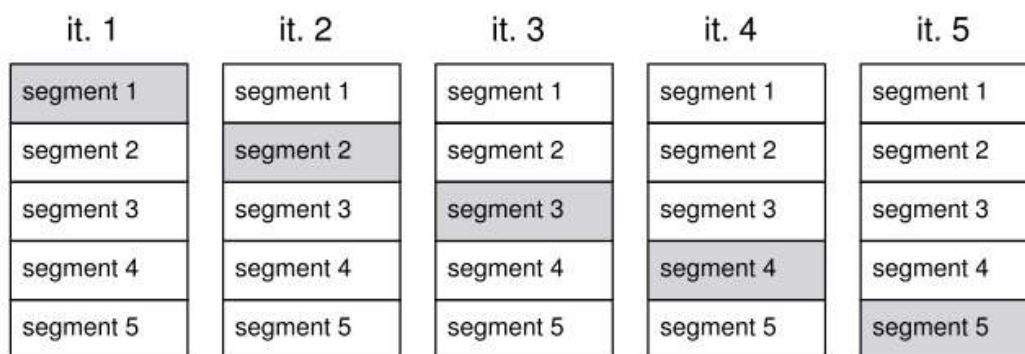 it. 1 it. 2 it. 3 it. 4 it. 5
segment 1 segment 1 segment 1 segment 1 segment 1
segment 2 segment 2 segment 2 segment 2 segment 2
segment 3 segment 3 segment 3 segment 3 segment 3
segment 4 segment 4 segment 4 segment 4 segment 4
segment 5 segment 5 segment 5 segment 5 segment 5